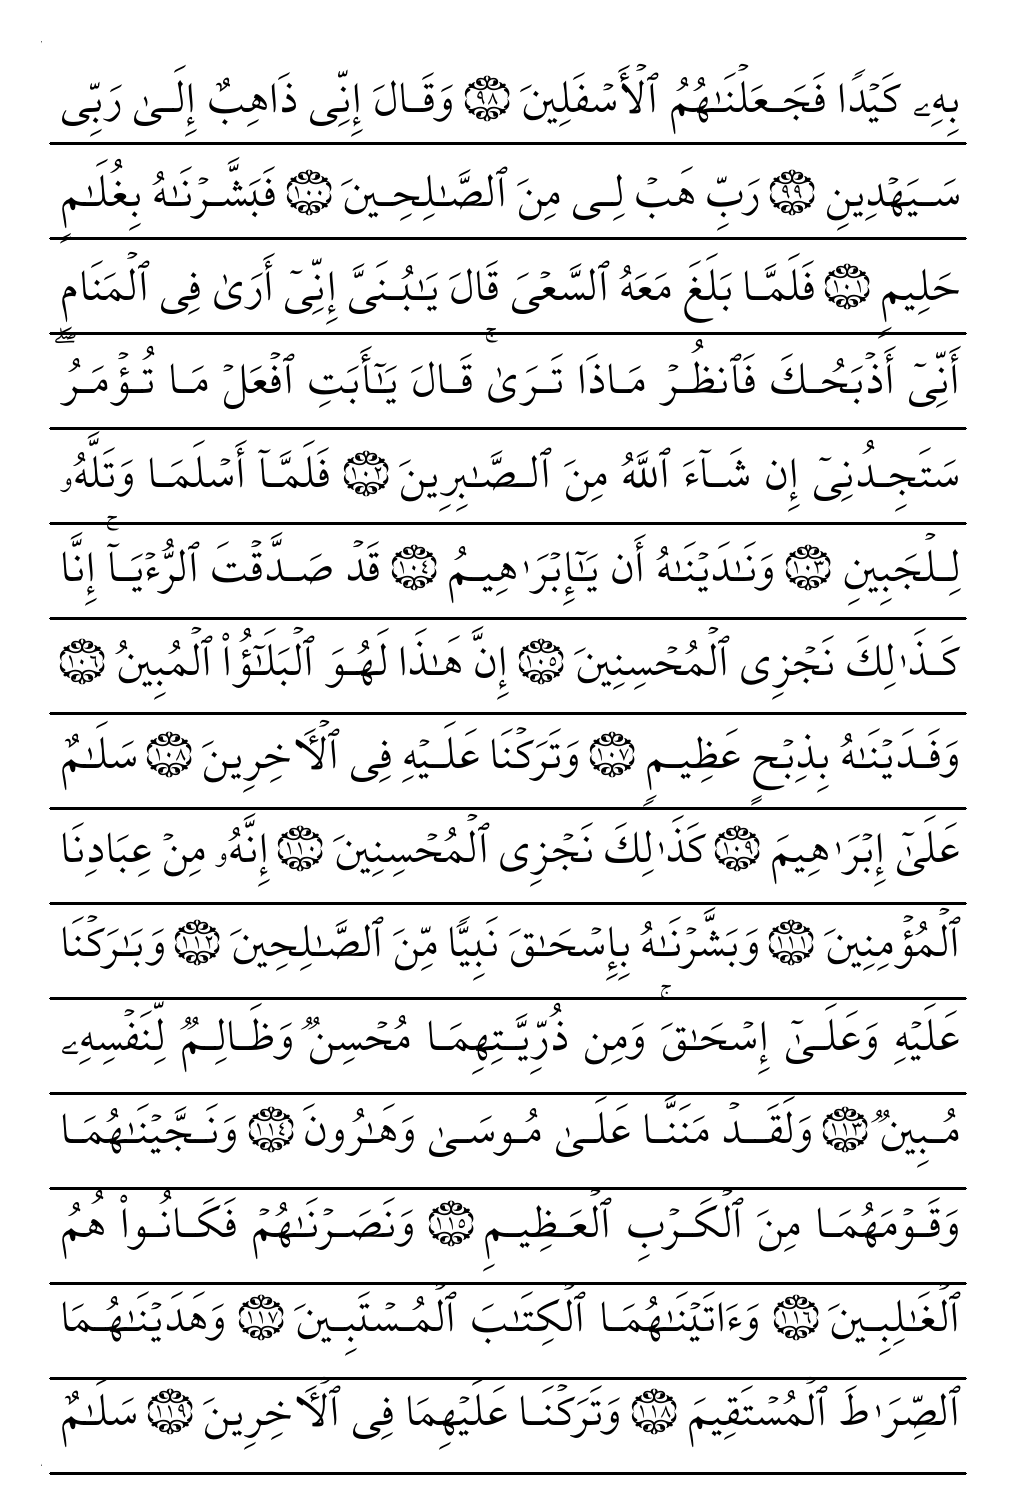 بِهِۦ كَيۡدٗا فَجَعَلۡنَٰهُمُ ٱلۡأَسۡفَلِينَ ۝٩٨ وَقَالَ إِنِّي ذَاهِبٌ إِلَىٰ رَبِّي
سَيَهۡدِينِ ۝٩٩ رَبِّ هَبۡ لِي مِنَ ٱلصَّٰلِحِينَ ۝١٠٠ فَبَشَّرۡنَٰهُ بِغُلَٰمٍ
حَلِيمٖ ۝١٠١ فَلَمَّا بَلَغَ مَعَهُ ٱلسَّعۡيَ قَالَ يَٰبُنَيَّ إِنِّيٓ أَرَىٰ فِي ٱلۡمَنَامِ
أَنِّيٓ أَذۡبَحُكَ فَٱنظُرۡ مَاذَا تَرَىٰۚ قَالَ يَٰٓأَبَتِ ٱفۡعَلۡ مَا تُؤۡمَرُۖ
سَتَجِدُنِيٓ إِن شَآءَ ٱللَّهُ مِنَ ٱلصَّٰبِرِينَ ۝١٠٢ فَلَمَّآ أَسۡلَمَا وَتَلَّهُۥ
لِلۡجَبِينِ ۝١٠٣ وَنَٰدَيۡنَٰهُ أَن يَٰٓإِبۡرَٰهِيمُ ۝١٠٤ قَدۡ صَدَّقۡتَ ٱلرُّءۡيَآۚ إِنَّا
كَذَٰلِكَ نَجۡزِي ٱلۡمُحۡسِنِينَ ۝١٠٥ إِنَّ هَٰذَا لَهُوَ ٱلۡبَلَٰٓؤُاْ ٱلۡمُبِينُ ۝١٠٦
وَفَدَيۡنَٰهُ بِذِبۡحٍ عَظِيمٖ ۝١٠٧ وَتَرَكۡنَا عَلَيۡهِ فِي ٱلۡأٓخِرِينَ ۝١٠٨ سَلَٰمٌ
عَلَىٰٓ إِبۡرَٰهِيمَ ۝١٠٩ كَذَٰلِكَ نَجۡزِي ٱلۡمُحۡسِنِينَ ۝١١٠ إِنَّهُۥ مِنۡ عِبَادِنَا
ٱلۡمُؤۡمِنِينَ ۝١١١ وَبَشَّرۡنَٰهُ بِإِسۡحَٰقَ نَبِيّٗا مِّنَ ٱلصَّٰلِحِينَ ۝١١٢ وَبَٰرَكۡنَا
عَلَيۡهِ وَعَلَىٰٓ إِسۡحَٰقَۚ وَمِن ذُرِّيَّتِهِمَا مُحۡسِنٞ وَظَالِمٞ لِّنَفۡسِهِۦ
مُبِينٞ ۝١١٣ وَلَقَدۡ مَنَنَّا عَلَىٰ مُوسَىٰ وَهَٰرُونَ ۝١١٤ وَنَجَّيۡنَٰهُمَا
وَقَوۡمَهُمَا مِنَ ٱلۡكَرۡبِ ٱلۡعَظِيمِ ۝١١٥ وَنَصَرۡنَٰهُمۡ فَكَانُواْ هُمُ
ٱلۡغَٰلِبِينَ ۝١١٦ وَءَاتَيۡنَٰهُمَا ٱلۡكِتَٰبَ ٱلۡمُسۡتَبِينَ ۝١١٧ وَهَدَيۡنَٰهُمَا
ٱلصِّرَٰطَ ٱلۡمُسۡتَقِيمَ ۝١١٨ وَتَرَكۡنَا عَلَيۡهِمَا فِي ٱلۡأٓخِرِينَ ۝١١٩ سَلَٰمٌ